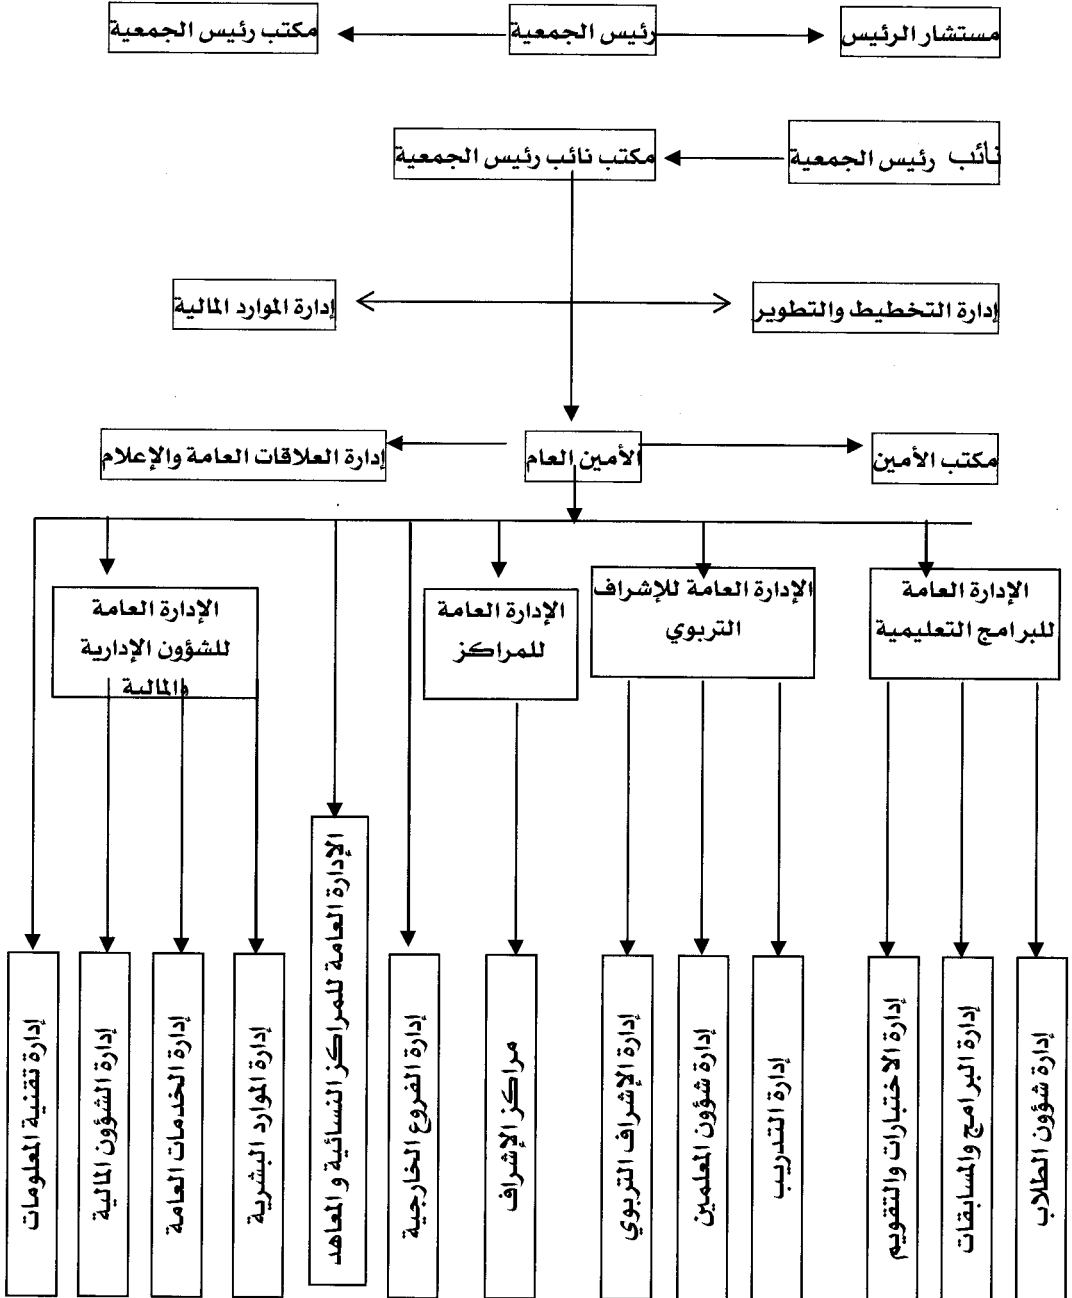 مستشار الرئيس
رئيس الجمعية
مكتب رئيس الجمعية
نائب رئيس الجمعية
مكتب نائب رئيس الجمعية
إدارة التخطيط والتطوير
إدارة الموارد المالية
مكتب الأمين
الأمين العام
إدارة العلاقات العامة والإعلام
الإدارة العامة
للبرامج التعليمية
الإدارة العامة للإشراف
التربوي
الإدارة العامة
للمراكز
الإدارة العامة
للشؤون الإدارية
والمالية
إدارة شؤون الطلاب
إدارة البرامج والمسابقات
إدارة الاختبارات والتقويم
إدارة التدريب
إدارة شؤون المعلمين
إدارة الإشراف التربوي
مراكز الإشراف
إدارة الفروع الخارجية
الإدارة العامة للمراكز النسائية و المعاهد
إدارة الموارد البشرية
إدارة الخدمات العامة
إدارة الشؤون المالية
إدارة تقنية المعلومات